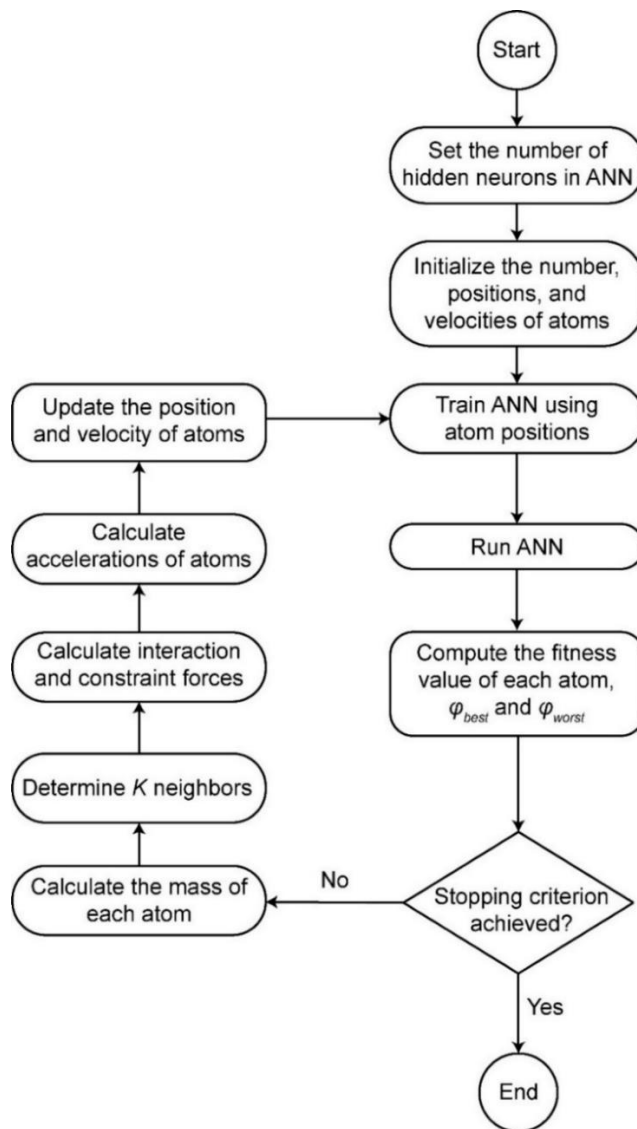 Start
Set the number of
hidden neurons in ANN
Initialize the number,
positions, and
velocities of atoms
Train ANN using
atom positions
Run ANN
Compute the fitness
value of each atom,
φbest and φworst
Stopping criterion
achieved?
Yes
End
No
Calculate the mass of
each atom
Determine K neighbors
Calculate interaction
and constraint forces
Calculate
accelerations of atoms
Update the position
and velocity of atoms